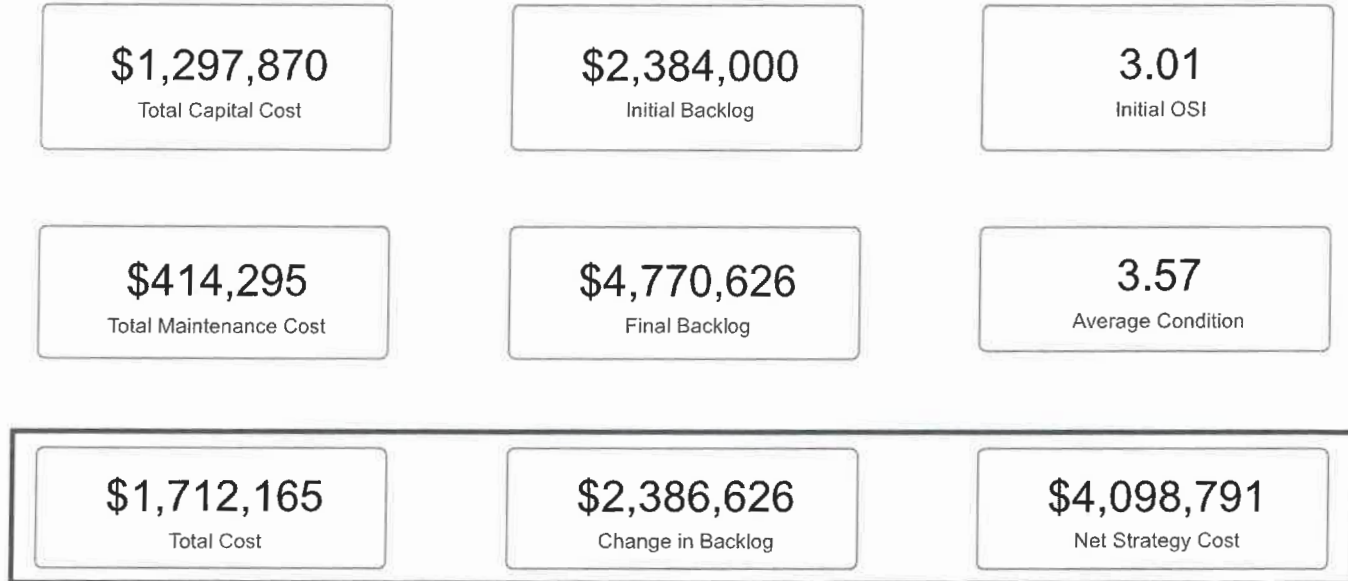 $1,297,870
Total Capital Cost
$2,384,000
Initial Backlog
3.01
Initial OSI
$414,295
Total Maintenance Cost
$4,770,626
Final Backlog
3.57
Average Condition
$1,712,165
Total Cost
$2,386,626
Change in Backlog
$4,098,791
Net Strategy Cost